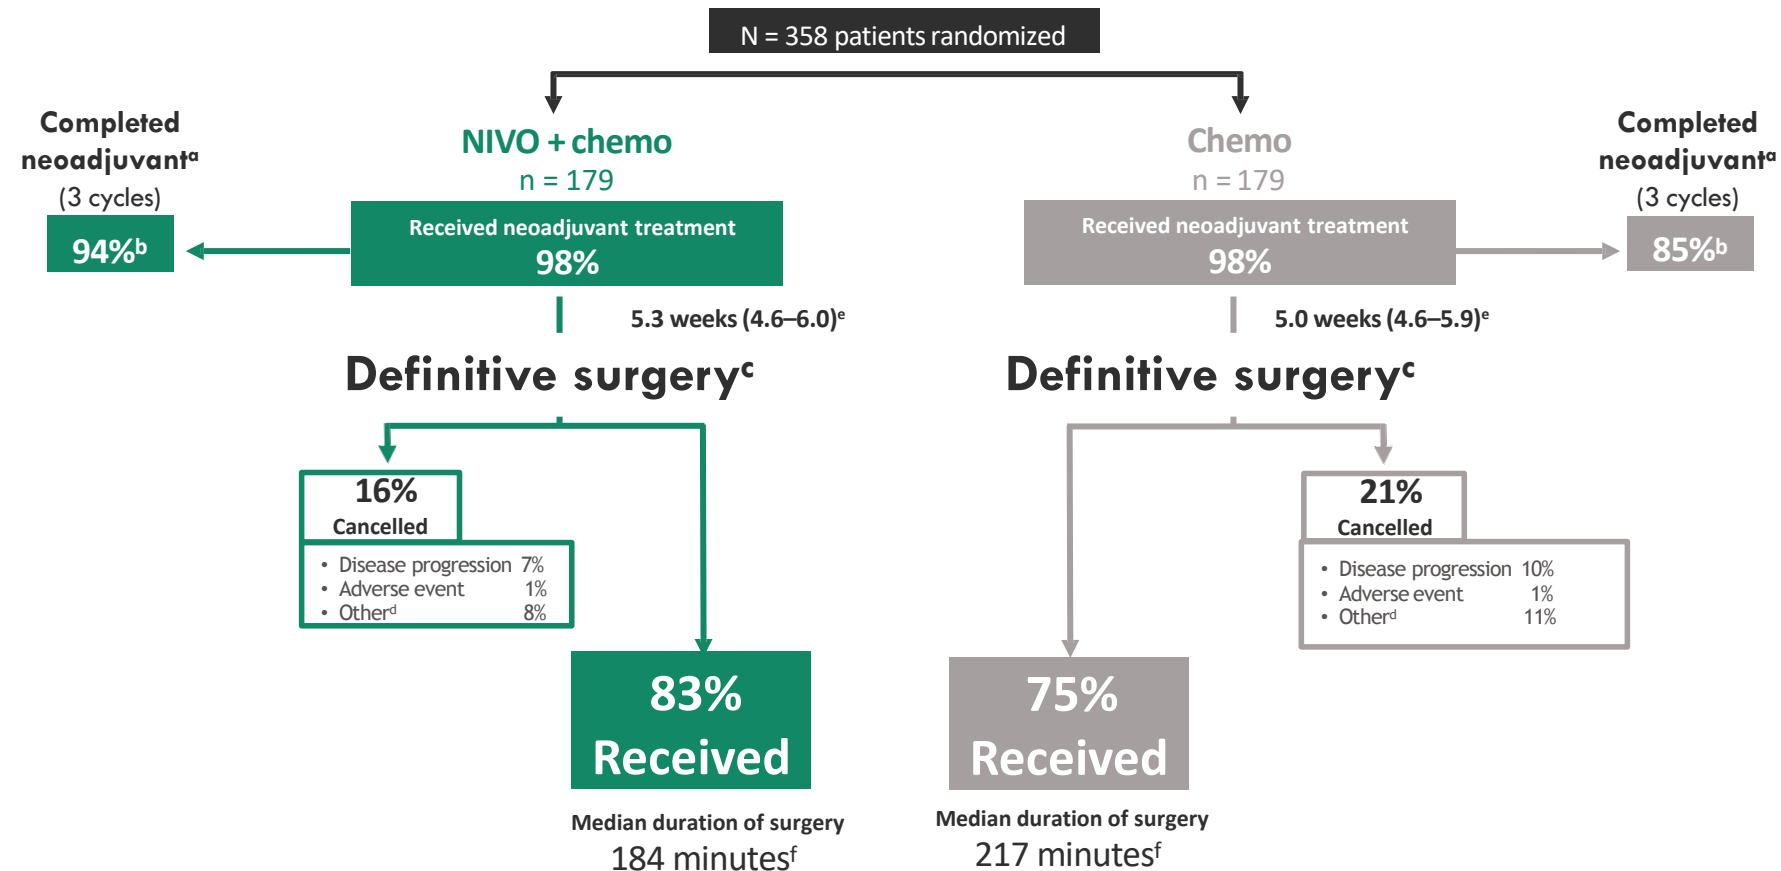 N = 358 patients randomized
Completed
neoadjuvantᵃ
(3 cycles)
94%ᵇ
NIVO + chemo
n = 179
Received neoadjuvant treatment
98%
Chemo
n = 179
Received neoadjuvant treatment
98%
Completed
neoadjuvantᵃ
(3 cycles)
85%ᵇ
5.3 weeks (4.6–6.0)ᵉ
5.0 weeks (4.6–5.9)ᵉ
Definitive surgeryᶜ
Definitive surgeryᶜ
16%
Cancelled
• Disease progression 7%
• Adverse event 1%
• Otherᵈ 8%
21%
Cancelled
• Disease progression 10%
• Adverse event 1%
• Otherᵈ 11%
83%
Received
75%
Received
Median duration of surgery
184 minutesᶠ
Median duration of surgery
217 minutesᶠ